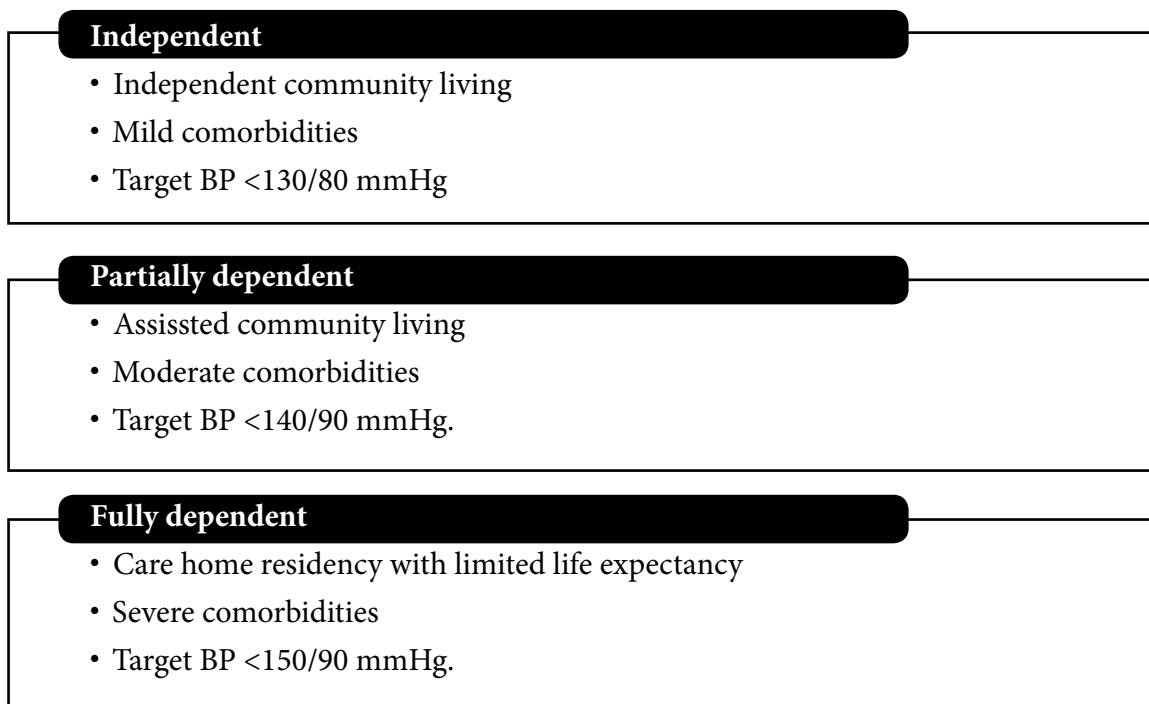 Independent
• Independent community living
• Mild comorbidities
• Target BP <130/80 mmHg
Partially dependent
• Assissted community living
• Moderate comorbidities
• Target BP <140/90 mmHg.
Fully dependent
• Care home residency with limited life expectancy
• Severe comorbidities
• Target BP <150/90 mmHg.